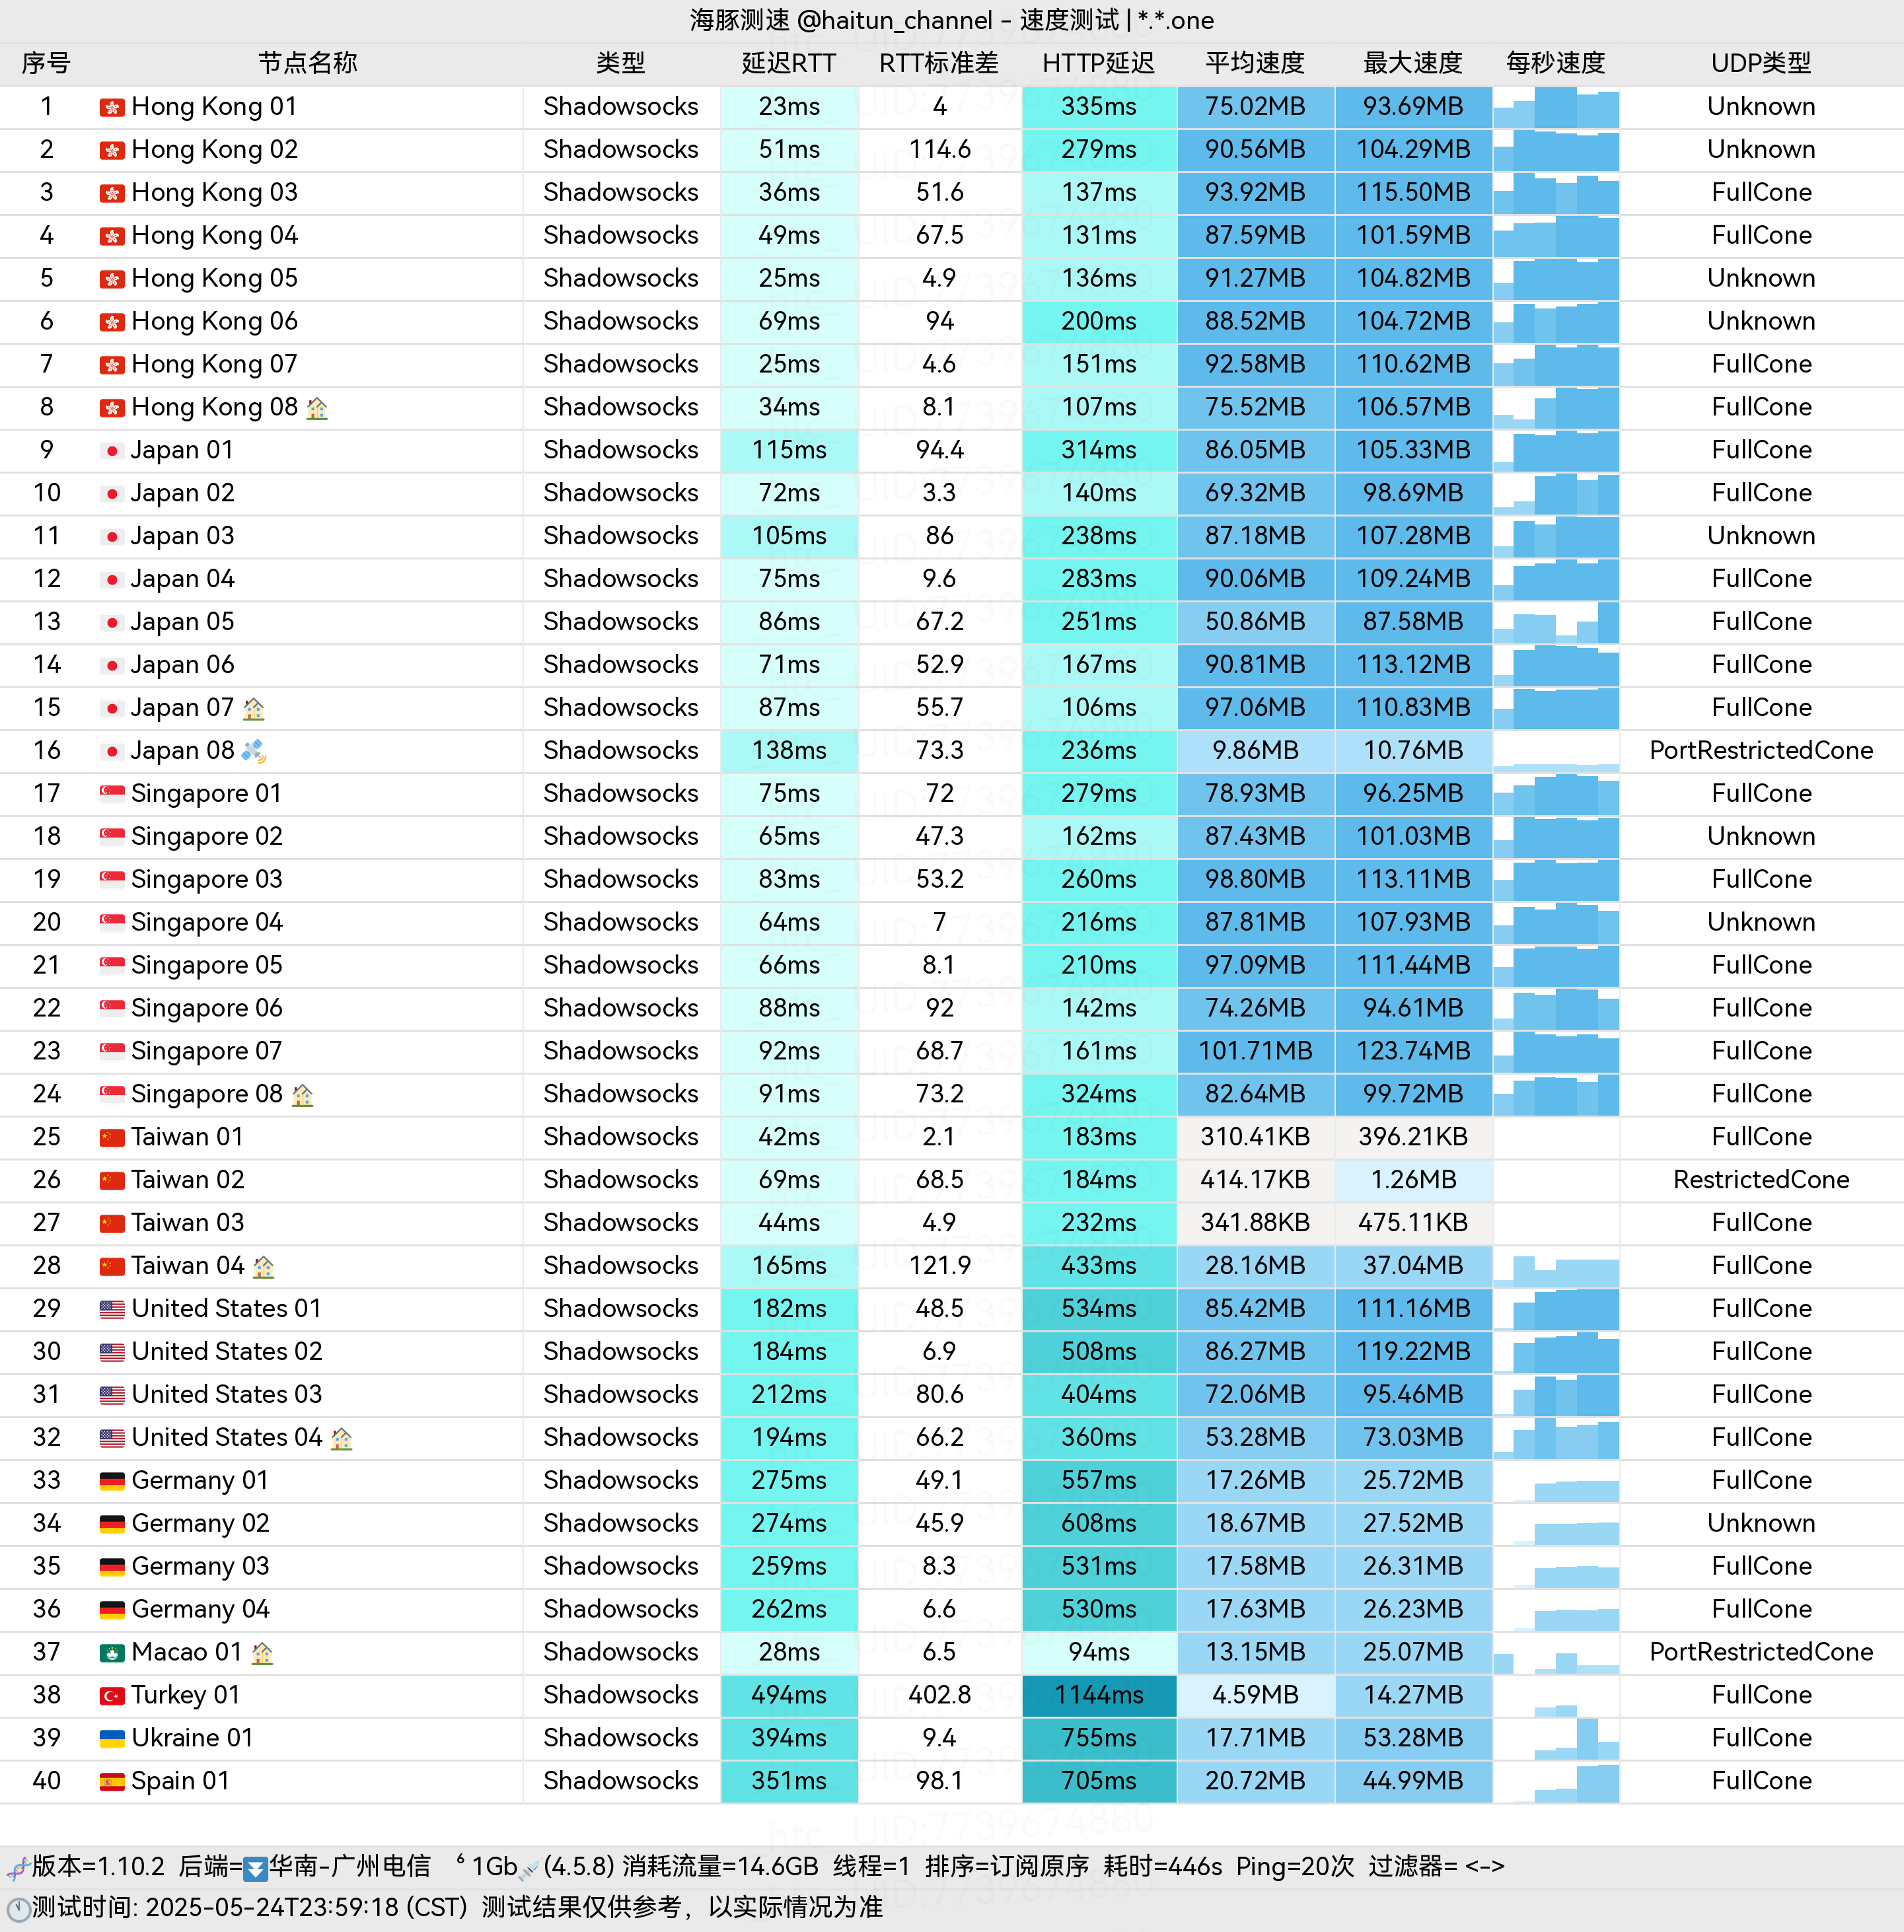 海豚测速 @haitun_channel - 速度测试 | *.*.one
序号 节点名称 类型 延迟RTT RTT标准差 HTTP延迟 平均速度 最大速度 每秒速度 UDP类型
1 Hong Kong 01 Shadowsocks 23ms 4 335ms 75.02MB 93.69MB Unknown
2 Hong Kong 02 Shadowsocks 51ms 114.6 279ms 90.56MB 104.29MB Unknown
3 Hong Kong 03 Shadowsocks 36ms 51.6 137ms 93.92MB 115.50MB FullCone
4 Hong Kong 04 Shadowsocks 49ms 67.5 131ms 87.59MB 101.59MB FullCone
5 Hong Kong 05 Shadowsocks 25ms 4.9 136ms 91.27MB 104.82MB Unknown
6 Hong Kong 06 Shadowsocks 69ms 94 200ms 88.52MB 104.72MB Unknown
7 Hong Kong 07 Shadowsocks 25ms 4.6 151ms 92.58MB 110.62MB FullCone
8 Hong Kong 08 Shadowsocks 34ms 8.1 107ms 75.52MB 106.57MB FullCone
9 Japan 01 Shadowsocks 115ms 94.4 314ms 86.05MB 105.33MB FullCone
10 Japan 02 Shadowsocks 72ms 3.3 140ms 69.32MB 98.69MB FullCone
11 Japan 03 Shadowsocks 105ms 86 238ms 87.18MB 107.28MB Unknown
12 Japan 04 Shadowsocks 75ms 9.6 283ms 90.06MB 109.24MB FullCone
13 Japan 05 Shadowsocks 86ms 67.2 251ms 50.86MB 87.58MB FullCone
14 Japan 06 Shadowsocks 71ms 52.9 167ms 90.81MB 113.12MB FullCone
15 Japan 07 Shadowsocks 87ms 55.7 106ms 97.06MB 110.83MB FullCone
16 Japan 08 Shadowsocks 138ms 73.3 236ms 9.86MB 10.76MB PortRestrictedCone
17 Singapore 01 Shadowsocks 75ms 72 279ms 78.93MB 96.25MB FullCone
18 Singapore 02 Shadowsocks 65ms 47.3 162ms 87.43MB 101.03MB Unknown
19 Singapore 03 Shadowsocks 83ms 53.2 260ms 98.80MB 113.11MB FullCone
20 Singapore 04 Shadowsocks 64ms 7 216ms 87.81MB 107.93MB Unknown
21 Singapore 05 Shadowsocks 66ms 8.1 210ms 97.09MB 111.44MB FullCone
22 Singapore 06 Shadowsocks 88ms 92 142ms 74.26MB 94.61MB FullCone
23 Singapore 07 Shadowsocks 92ms 68.7 161ms 101.71MB 123.74MB FullCone
24 Singapore 08 Shadowsocks 91ms 73.2 324ms 82.64MB 99.72MB FullCone
25 Taiwan 01 Shadowsocks 42ms 2.1 183ms 310.41KB 396.21KB FullCone
26 Taiwan 02 Shadowsocks 69ms 68.5 184ms 414.17KB 1.26MB RestrictedCone
27 Taiwan 03 Shadowsocks 44ms 4.9 232ms 341.88KB 475.11KB FullCone
28 Taiwan 04 Shadowsocks 165ms 121.9 433ms 28.16MB 37.04MB FullCone
29 United States 01 Shadowsocks 182ms 48.5 534ms 85.42MB 111.16MB FullCone
30 United States 02 Shadowsocks 184ms 6.9 508ms 86.27MB 119.22MB FullCone
31 United States 03 Shadowsocks 212ms 80.6 404ms 72.06MB 95.46MB FullCone
32 United States 04 Shadowsocks 194ms 66.2 360ms 53.28MB 73.03MB FullCone
33 Germany 01 Shadowsocks 275ms 49.1 557ms 17.26MB 25.72MB FullCone
34 Germany 02 Shadowsocks 274ms 45.9 608ms 18.67MB 27.52MB Unknown
35 Germany 03 Shadowsocks 259ms 8.3 531ms 17.58MB 26.31MB FullCone
36 Germany 04 Shadowsocks 262ms 6.6 530ms 17.63MB 26.23MB FullCone
37 Macao 01 Shadowsocks 28ms 6.5 94ms 13.15MB 25.07MB PortRestrictedCone
38 Turkey 01 Shadowsocks 494ms 402.8 1144ms 4.59MB 14.27MB FullCone
39 Ukraine 01 Shadowsocks 394ms 9.4 755ms 17.71MB 53.28MB FullCone
40 Spain 01 Shadowsocks 351ms 98.1 705ms 20.72MB 44.99MB FullCone
htc UID:7739674880
版本=1.10.2 后端=华南-广州电信 ⁶ 1Gb(4.5.8) 消耗流量=14.6GB 线程=1 排序=订阅原序 耗时=446s Ping=20次 过滤器= <->
测试时间: 2025-05-24T23:59:18 (CST) 测试结果仅供参考，以实际情况为准